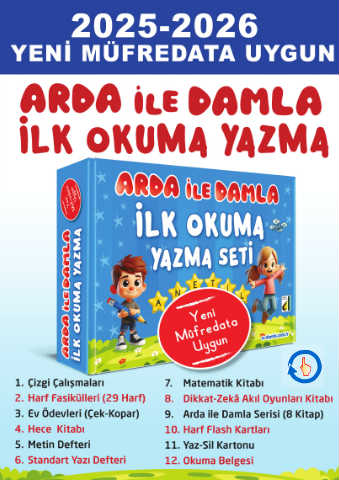 2025-2026
YENİ MÜFREDATA UYGUN
ARDA İLE DAMLA
İLK OKUMA YAZMA
ARDA İLE DAMLA
İLK OKUMA
YAZMA SETİ
ANETİL
Yeni
Müfredata
Uygun
ARDA İLE DAMLA
İLK OKUMA YAZMA SETİ
1. Çizgi Çalışmaları
2. Harf Fasikülleri (29 Harf)
3. Ev Ödevleri (Çek-Kopar)
4. Hece Kitabı
5. Metin Defteri
6. Standart Yazı Defteri
7. Matematik Kitabı
8. Dikkat-Zekâ Akıl Oyunları Kitabı
9. Arda ile Damla Serisi (8 Kitap)
10. Harf Flash Kartları
11. Yaz-Sil Kartonu
12. Okuma Belgesi